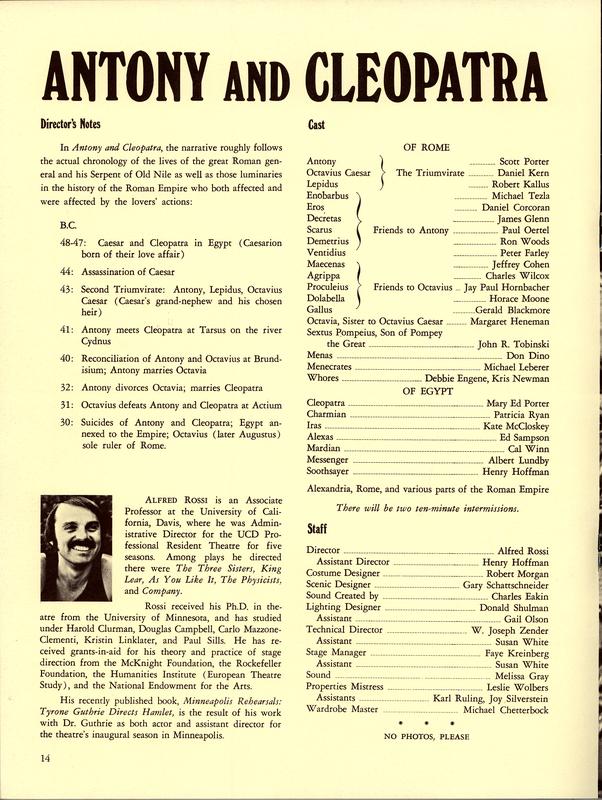 ANTONY AND CLEOPATRA
Director's Notes
In Antony and Cleopatra, the narrative roughly follows
the actual chronology of the lives of the great Roman gen-
eral and his Serpent of Old Nile as well as those luminaries
in the history of the Roman Empire who both affected and
were affected by the lovers' actions:
B.C.
48-47: Caesar and Cleopatra in Egypt (Caesarion
born of their love affair)
44: Assassination of Caesar
43: Second Triumvirate: Antony, Lepidus, Octavius
Caesar (Caesar's grand-nephew and his chosen
heir)
41: Antony meets Cleopatra at Tarsus on the river
Cydnus
40: Reconciliation of Antony and Octavius at Brund-
isium; Antony marries Octavia
32: Antony divorces Octavia; marries Cleopatra
31: Octavius defeats Antony and Cleopatra at Actium
30: Suicides of Antony and Cleopatra; Egypt an-
nexed to the Empire; Octavius (later Augustus)
sole ruler of Rome.
ALFRED ROSSI is an Associate
Professor at the University of Cali-
fornia, Davis, where he was Admin-
istrative Director for the UCD Pro-
fessional Resident Theatre for five
seasons. Among plays he directed
there were The Three Sisters, King
Lear, As You Like It, The Physicists,
and Company.
Rossi received his Ph.D. in the-
atre from the University of Minnesota, and has studied
under Harold Clurman, Douglas Campbell, Carlo Mazzone-
Clementi, Kristin Linklater, and Paul Sills. He has re-
ceived grants-in-aid for his theory and practice of stage
direction from the McKnight Foundation, the Rockefeller
Foundation, the Humanities Institute (European Theatre
Study), and the National Endowment for the Arts.
His recently published book, Minneapolis Rehearsals:
Tyrone Guthrie Directs Hamlet, is the result of his work
with Dr. Guthrie as both actor and assistant director for
the theatre's inaugural season in Minneapolis.
14
Cast
OF ROME
Antony ........ Scott Porter
Octavius Caesar } The Triumvirate ........ Daniel Kern
Lepidus ........ Robert Kallus
Enobarbus ........ Michael Tezla
Eros ........ Daniel Corcoran
Decretas ........ James Glenn
Scarus } Friends to Antony ........ Paul Oertel
Demetrius ........ Ron Woods
Ventidius ........ Peter Farley
Maecenas ........ Jeffrey Cohen
Agrippa ........ Charles Wilcox
Proculeius } Friends to Octavius .. Jay Paul Hornbacher
Dolabella ........ Horace Moone
Gallus ........ Gerald Blackmore
Octavia, Sister to Octavius Caesar ........ Margaret Heneman
Sextus Pompeius, Son of Pompey
the Great ........ John R. Tobinski
Menas ........ Don Dino
Menecrates ........ Michael Leberer
Whores ........ Debbie Engene, Kris Newman
OF EGYPT
Cleopatra ........ Mary Ed Porter
Charmian ........ Patricia Ryan
Iras ........ Kate McCloskey
Alexas ........ Ed Sampson
Mardian ........ Cal Winn
Messenger ........ Albert Lundby
Soothsayer ........ Henry Hoffman
Alexandria, Rome, and various parts of the Roman Empire
There will be two ten-minute intermissions.
Staff
Director ........ Alfred Rossi
Assistant Director ........ Henry Hoffman
Costume Designer ........ Robert Morgan
Scenic Designer ........ Gary Schattschneider
Sound Created by ........ Charles Eakin
Lighting Designer ........ Donald Shulman
Assistant ........ Gail Olson
Technical Director ........ W. Joseph Zender
Assistant ........ Susan White
Stage Manager ........ Faye Kreinberg
Assistant ........ Susan White
Sound ........ Melissa Gray
Properties Mistress ........ Leslie Wolbers
Assistants ........ Karl Ruling, Joy Silverstein
Wardrobe Master ........ Michael Chetterbock
* * *
NO PHOTOS, PLEASE